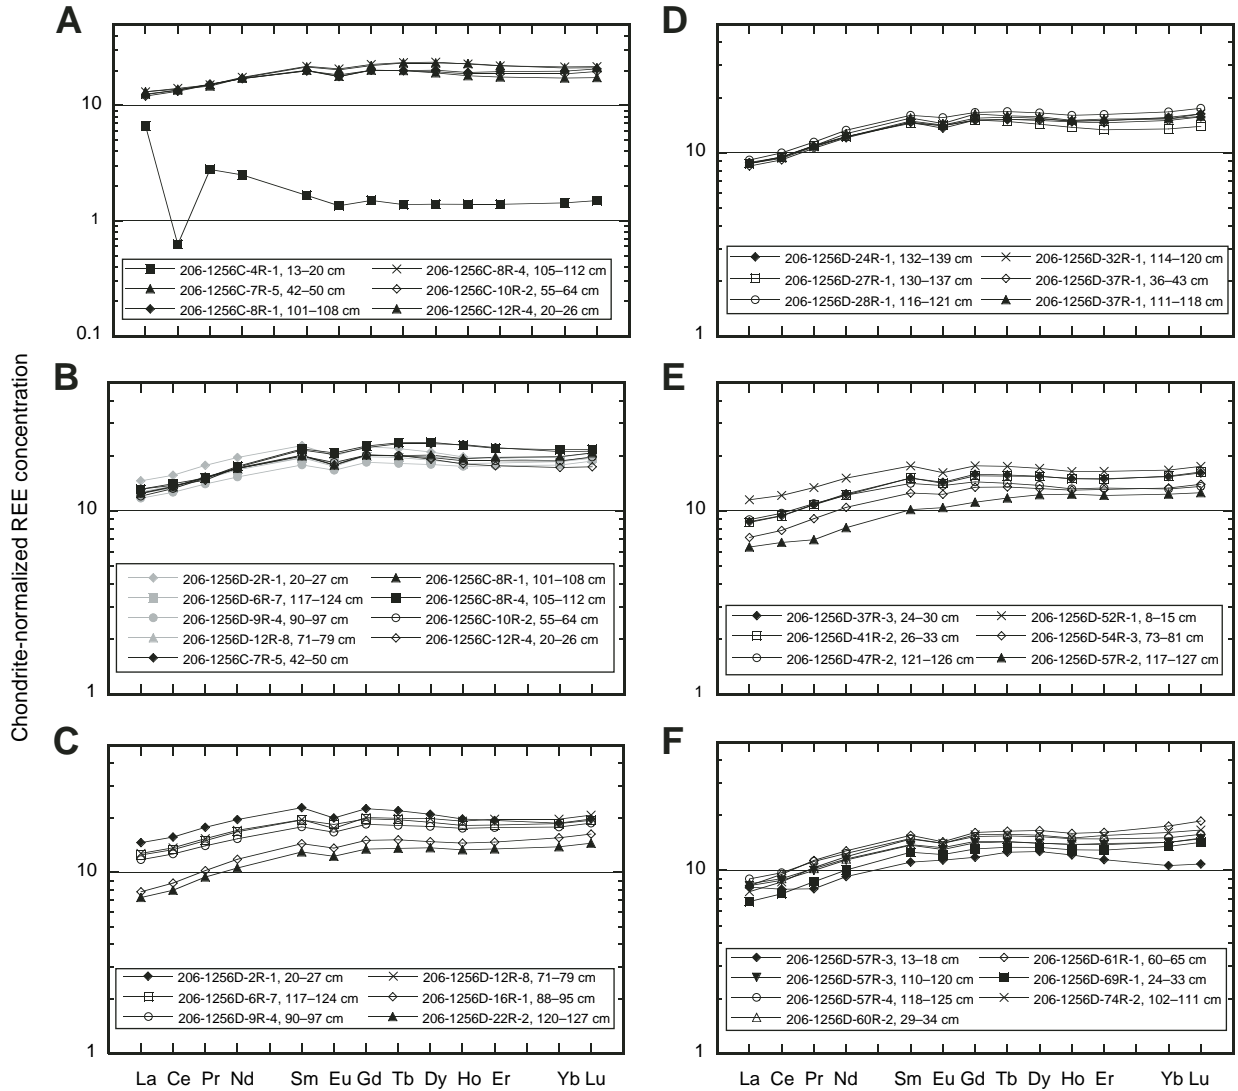 Chondrite-normalized REE concentration
A
10
1
0.1
206-1256C-4R-1, 13–20 cm
206-1256C-7R-5, 42–50 cm
206-1256C-8R-1, 101–108 cm
206-1256C-8R-4, 105–112 cm
206-1256C-10R-2, 55–64 cm
206-1256C-12R-4, 20–26 cm
B
10
1
206-1256D-2R-1, 20–27 cm
206-1256D-6R-7, 117–124 cm
206-1256D-9R-4, 90–97 cm
206-1256D-12R-8, 71–79 cm
206-1256C-7R-5, 42–50 cm
206-1256C-8R-1, 101–108 cm
206-1256C-8R-4, 105–112 cm
206-1256C-10R-2, 55–64 cm
206-1256C-12R-4, 20–26 cm
C
10
1
206-1256D-2R-1, 20–27 cm
206-1256D-6R-7, 117–124 cm
206-1256D-9R-4, 90–97 cm
206-1256D-12R-8, 71–79 cm
206-1256D-16R-1, 88–95 cm
206-1256D-22R-2, 120–127 cm
La Ce Pr Nd Sm Eu Gd Tb Dy Ho Er Yb Lu
D
10
1
206-1256D-24R-1, 132–139 cm
206-1256D-27R-1, 130–137 cm
206-1256D-28R-1, 116–121 cm
206-1256D-32R-1, 114–120 cm
206-1256D-37R-1, 36–43 cm
206-1256D-37R-1, 111–118 cm
E
10
1
206-1256D-37R-3, 24–30 cm
206-1256D-41R-2, 26–33 cm
206-1256D-47R-2, 121–126 cm
206-1256D-52R-1, 8–15 cm
206-1256D-54R-3, 73–81 cm
206-1256D-57R-2, 117–127 cm
F
10
1
206-1256D-57R-3, 13–18 cm
206-1256D-57R-3, 110–120 cm
206-1256D-57R-4, 118–125 cm
206-1256D-60R-2, 29–34 cm
206-1256D-61R-1, 60–65 cm
206-1256D-69R-1, 24–33 cm
206-1256D-74R-2, 102–111 cm
La Ce Pr Nd Sm Eu Gd Tb Dy Ho Er Yb Lu